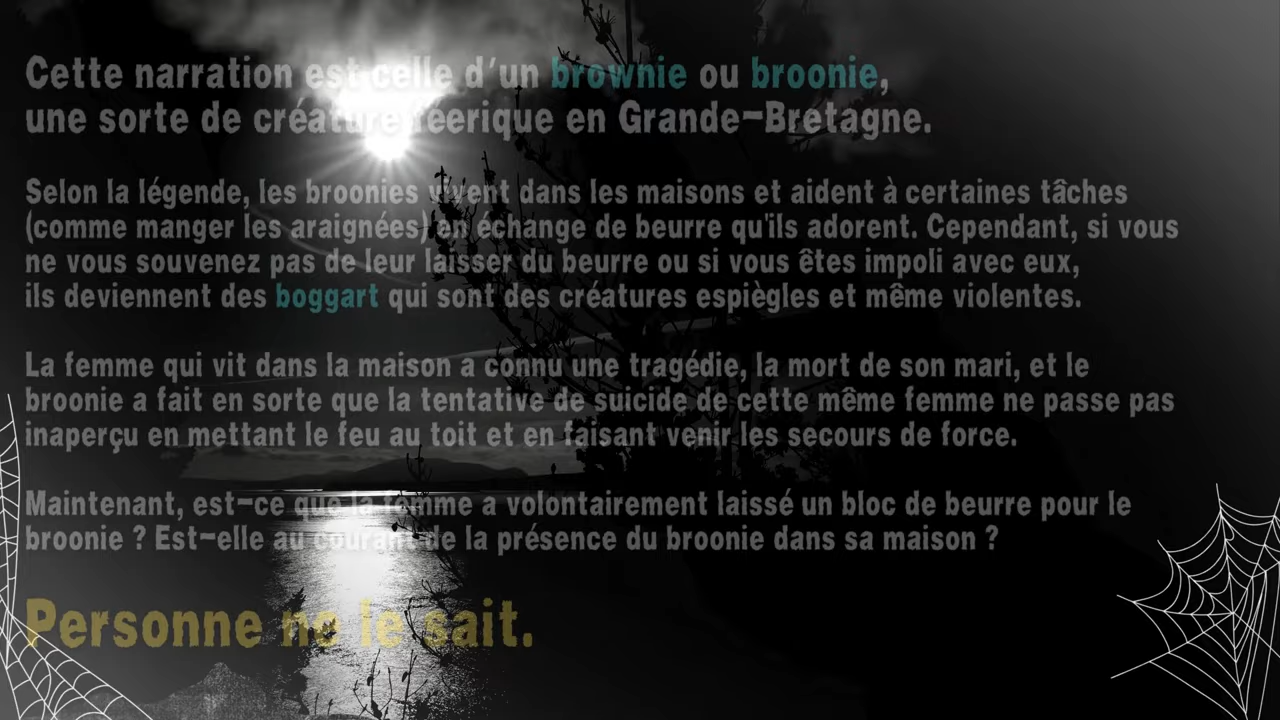 Cette narration est celle d'un brownie ou broonie,
une sorte de créature féerique en Grande-Bretagne.
Selon la légende, les broonies vivent dans les maisons et aident à certaines tâches
(comme manger les araignées) en échange de beurre qu'ils adorent. Cependant, si vous
ne vous souvenez pas de leur laisser du beurre ou si vous êtes impoli avec eux,
ils deviennent des boggart qui sont des créatures espiègles et même violentes.
La femme qui vit dans la maison a connu une tragédie, la mort de son mari, et le
broonie a fait en sorte que la tentative de suicide de cette même femme ne passe pas
inaperçu en mettant le feu au toit et en faisant venir les secours de force.
Maintenant, est-ce que la femme a volontairement laissé un bloc de beurre pour le
broonie ? Est-elle au courant de la présence du broonie dans sa maison ?
Personne ne le sait.